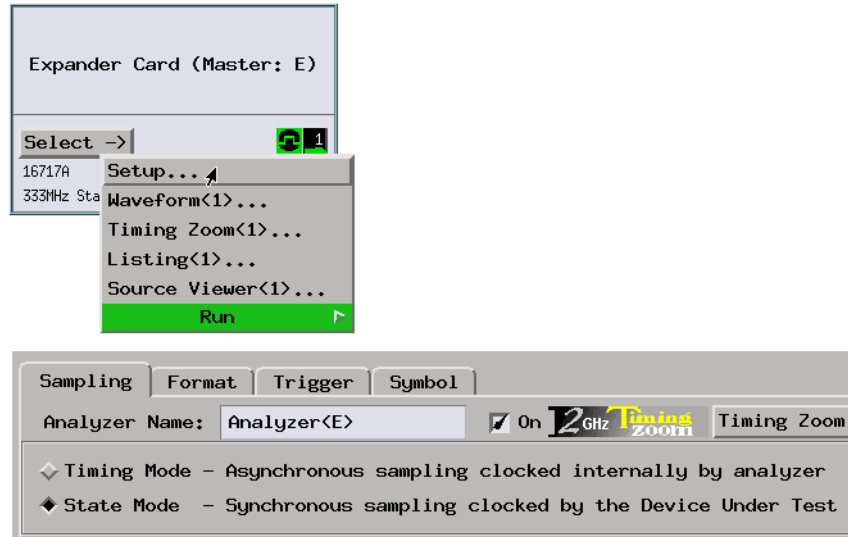 Expander Card (Master: E)
Select ->
1
16717A
Setup...
333MHz Sta
Waveform<1>...
Timing Zoom<1>...
Listing<1>...
Source Viewer<1>...
Run
Sampling Format Trigger Symbol
Analyzer Name: Analyzer<E> On 2GHz Timing zoom Timing Zoom
Timing Mode - Asynchronous sampling clocked internally by analyzer
State Mode - Synchronous sampling clocked by the Device Under Test